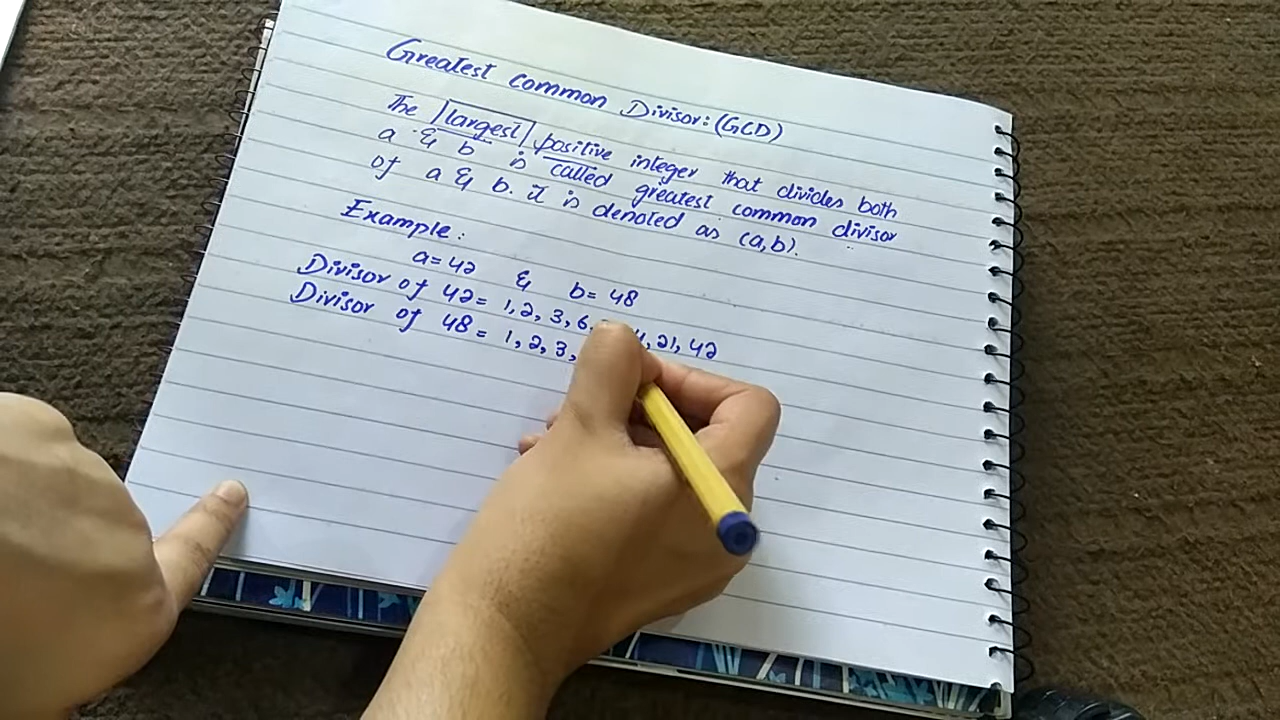 Greatest common Divisor: (GCD)
The largest positive integer that divides both
a & b is called greatest common divisor
of a & b. It is denoted as (a,b).
Example:
a = 42 & b = 48
Divisor of 42 = 1, 2, 3, 6, 21, 42
Divisor of 48 = 1, 2, 3,